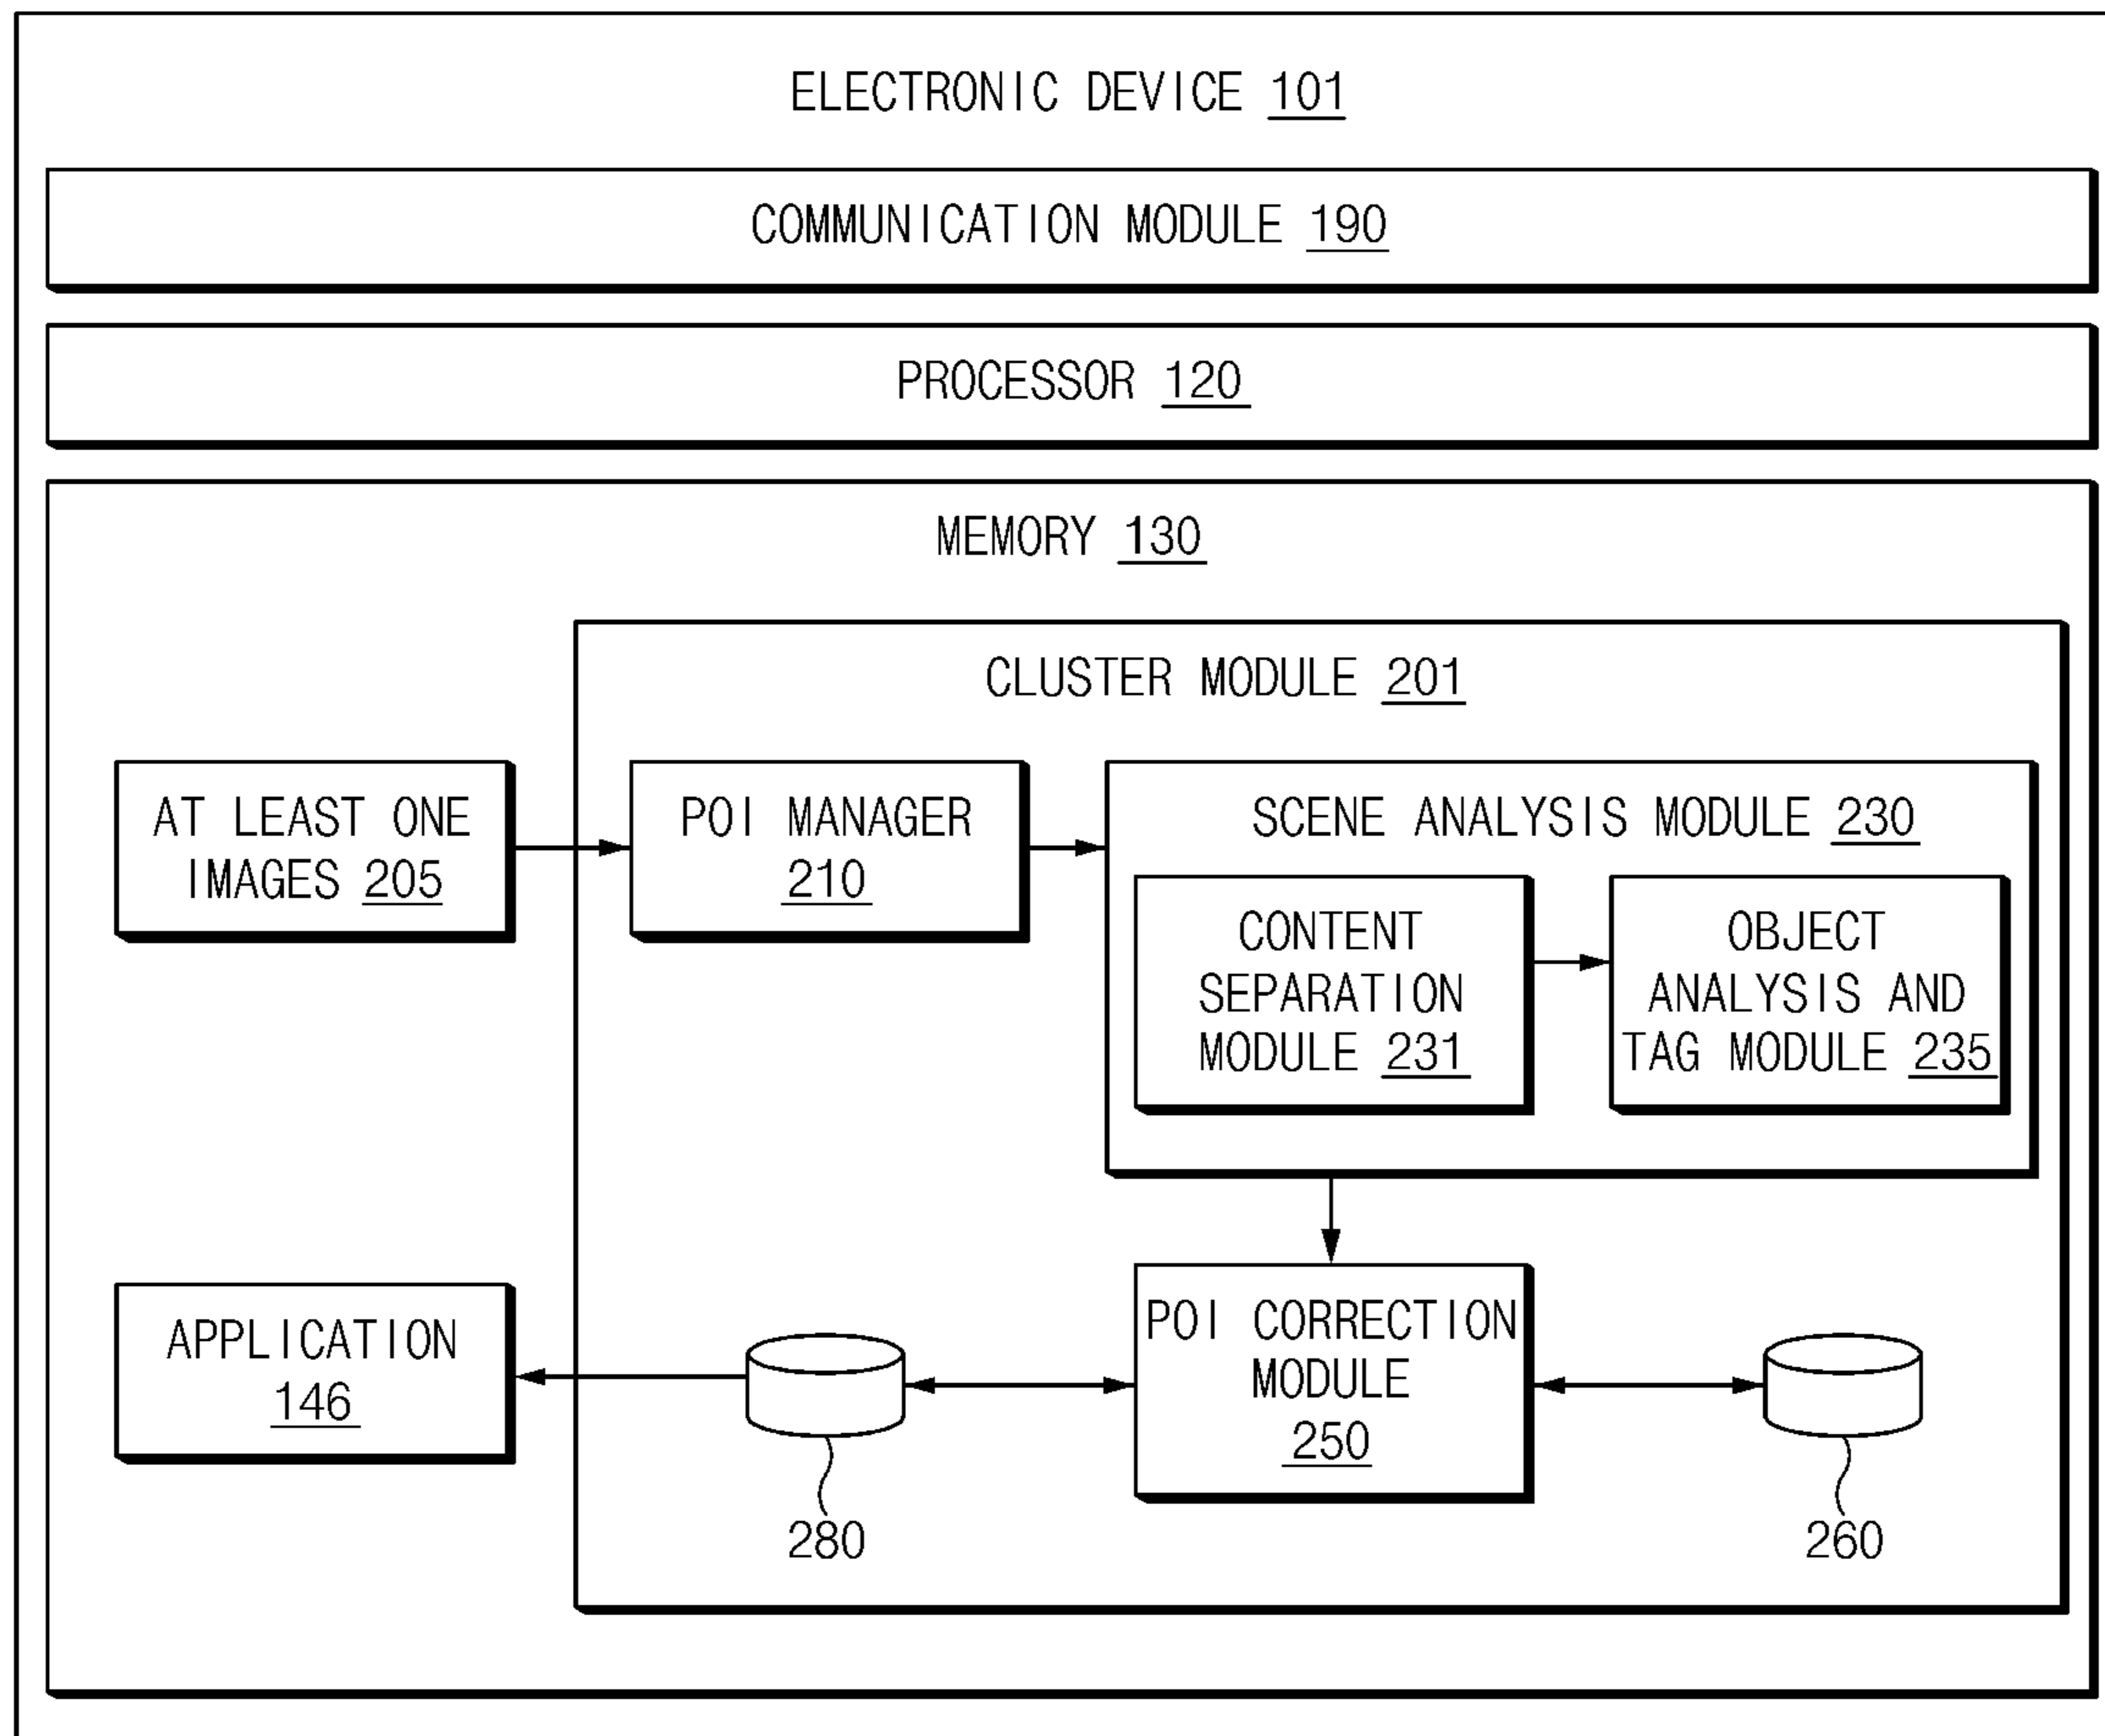 ELECTRONIC DEVICE 101
COMMUNICATION MODULE 190
PROCESSOR 120
MEMORY 130
CLUSTER MODULE 201
AT LEAST ONE
IMAGES 205
POI MANAGER
210
SCENE ANALYSIS MODULE 230
CONTENT
SEPARATION
MODULE 231
OBJECT
ANALYSIS AND
TAG MODULE 235
APPLICATION
146
280
POI CORRECTION
MODULE
250
260